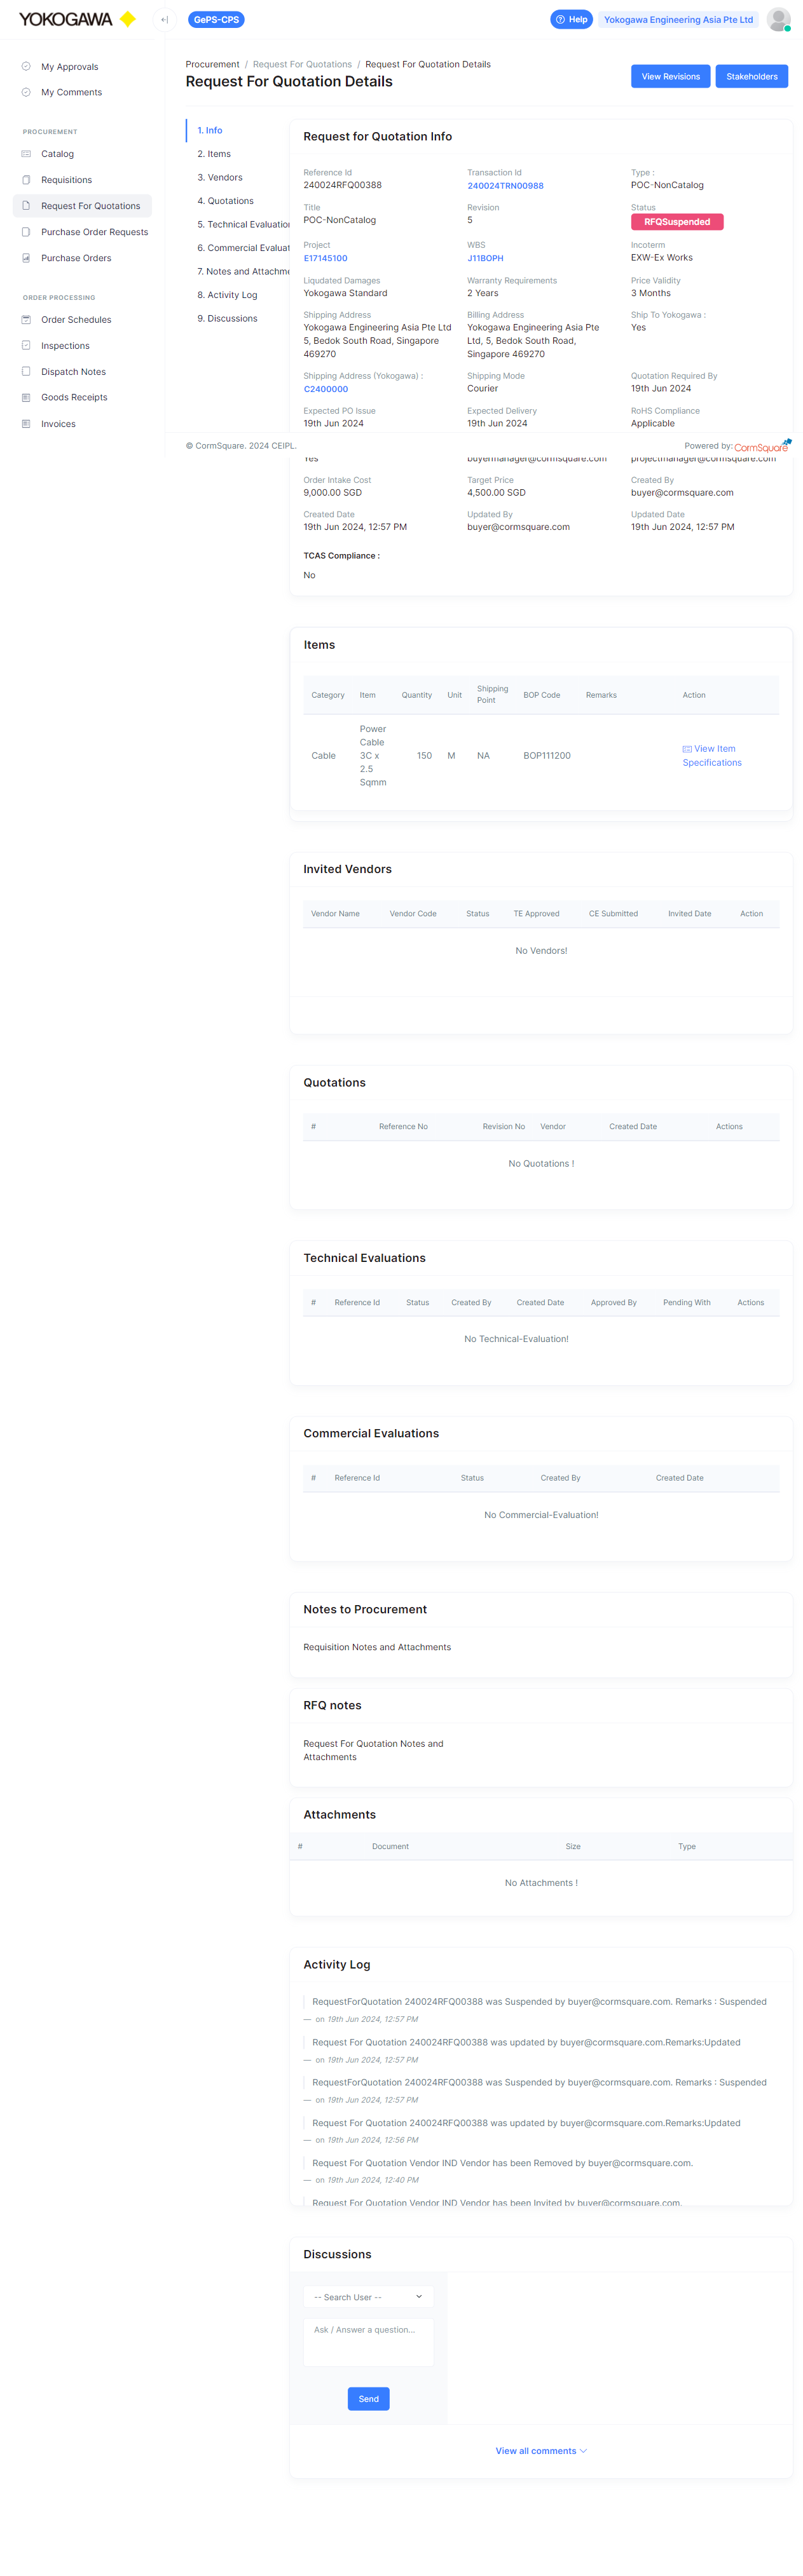 YOKOGAWA
GePS-CPS
Help
Yokogawa Engineering Asia Pte Ltd
My Approvals
My Comments
PROCUREMENT
Catalog
Requisitions
Request For Quotations
Purchase Order Requests
Purchase Orders
ORDER PROCESSING
Order Schedules
Inspections
Dispatch Notes
Goods Receipts
Invoices
Procurement / Request For Quotations / Request For Quotation Details
Request For Quotation Details
View Revisions
Stakeholders
1. Info
2. Items
3. Vendors
4. Quotations
5. Technical Evaluation
6. Commercial Evaluat
7. Notes and Attachme
8. Activity Log
9. Discussions
Request for Quotation Info
Reference Id
240024RFQ00388
Transaction Id
240024TRN00988
Type :
POC-NonCatalog
Title
POC-NonCatalog
Revision
5
Status
RFQSuspended
Project
E17145100
WBS
J11BOPH
Incoterm
EXW-Ex Works
Liqudated Damages
Yokogawa Standard
Warranty Requirements
2 Years
Price Validity
3 Months
Shipping Address
Yokogawa Engineering Asia Pte Ltd
5, Bedok South Road, Singapore
469270
Billing Address
Yokogawa Engineering Asia Pte
Ltd, 5, Bedok South Road,
Singapore 469270
Ship To Yokogawa :
Yes
Shipping Address (Yokogawa) :
C2400000
Shipping Mode
Courier
Quotation Required By
19th Jun 2024
Expected PO Issue
19th Jun 2024
Expected Delivery
19th Jun 2024
RoHS Compliance
Applicable
© CormSquare. 2024 CEIPL.
Powered by: CormSquare
Yes
buyermanager@cormsquare.com
projectmanager@cormsquare.com
Order Intake Cost
9,000.00 SGD
Target Price
4,500.00 SGD
Created By
buyer@cormsquare.com
Created Date
19th Jun 2024, 12:57 PM
Updated By
buyer@cormsquare.com
Updated Date
19th Jun 2024, 12:57 PM
TCAS Compliance :
No
Items
Category Item Quantity Unit Shipping Point BOP Code Remarks Action
Cable Power Cable 3C x 2.5 Sqmm 150 M NA BOP111200 View Item Specifications
Invited Vendors
Vendor Name Vendor Code Status TE Approved CE Submitted Invited Date Action
No Vendors!
Quotations
# Reference No Revision No Vendor Created Date Actions
No Quotations !
Technical Evaluations
# Reference Id Status Created By Created Date Approved By Pending With Actions
No Technical-Evaluation!
Commercial Evaluations
# Reference Id Status Created By Created Date
No Commercial-Evaluation!
Notes to Procurement
Requisition Notes and Attachments
RFQ notes
Request For Quotation Notes and
Attachments
Attachments
# Document Size Type
No Attachments !
Activity Log
RequestForQuotation 240024RFQ00388 was Suspended by buyer@cormsquare.com. Remarks : Suspended
— on 19th Jun 2024, 12:57 PM
Request For Quotation 240024RFQ00388 was updated by buyer@cormsquare.com.Remarks:Updated
— on 19th Jun 2024, 12:57 PM
RequestForQuotation 240024RFQ00388 was Suspended by buyer@cormsquare.com. Remarks : Suspended
— on 19th Jun 2024, 12:57 PM
Request For Quotation 240024RFQ00388 was updated by buyer@cormsquare.com.Remarks:Updated
— on 19th Jun 2024, 12:56 PM
Request For Quotation Vendor IND Vendor has been Removed by buyer@cormsquare.com.
— on 19th Jun 2024, 12:40 PM
Request For Quotation Vendor IND Vendor has been Invited by buyer@cormsquare.com.
Discussions
-- Search User --
Ask / Answer a question...
Send
View all comments